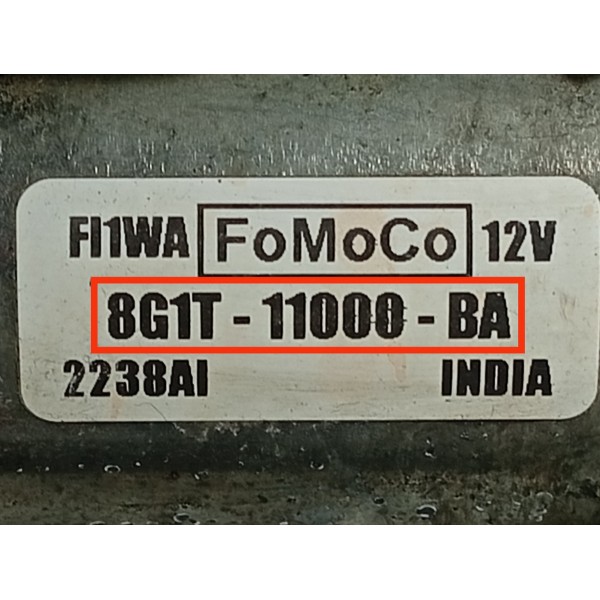 FI1WA FoMoCo 12V
8G1T - 11000 - BA
2238AI INDIA